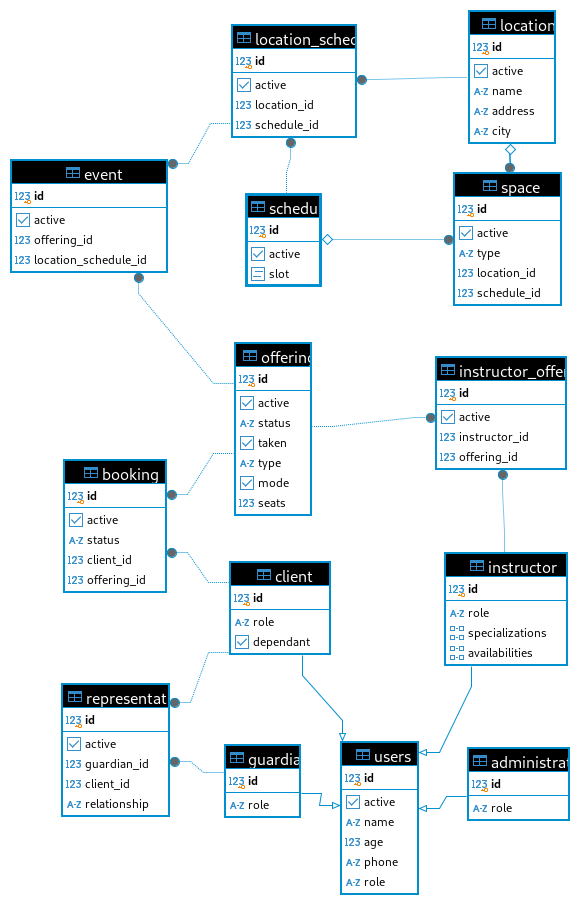 location_sched
123 id
active
123 location_id
123 schedule_id
location
123 id
active
A-Z name
A-Z address
A-Z city
event
123 id
active
123 offering_id
123 location_schedule_id
schedu
123 id
active
slot
space
123 id
active
A-Z type
123 location_id
123 schedule_id
offering
123 id
active
A-Z status
taken
A-Z type
mode
123 seats
instructor_offe
123 id
active
123 instructor_id
123 offering_id
booking
123 id
active
A-Z status
123 client_id
123 offering_id
client
123 id
A-Z role
dependant
instructor
123 id
A-Z role
specializations
availabilities
representat
123 id
active
123 guardian_id
123 client_id
A-Z relationship
guardia
123 id
A-Z role
users
123 id
active
A-Z name
123 age
A-Z phone
A-Z role
administrat
123 id
A-Z role